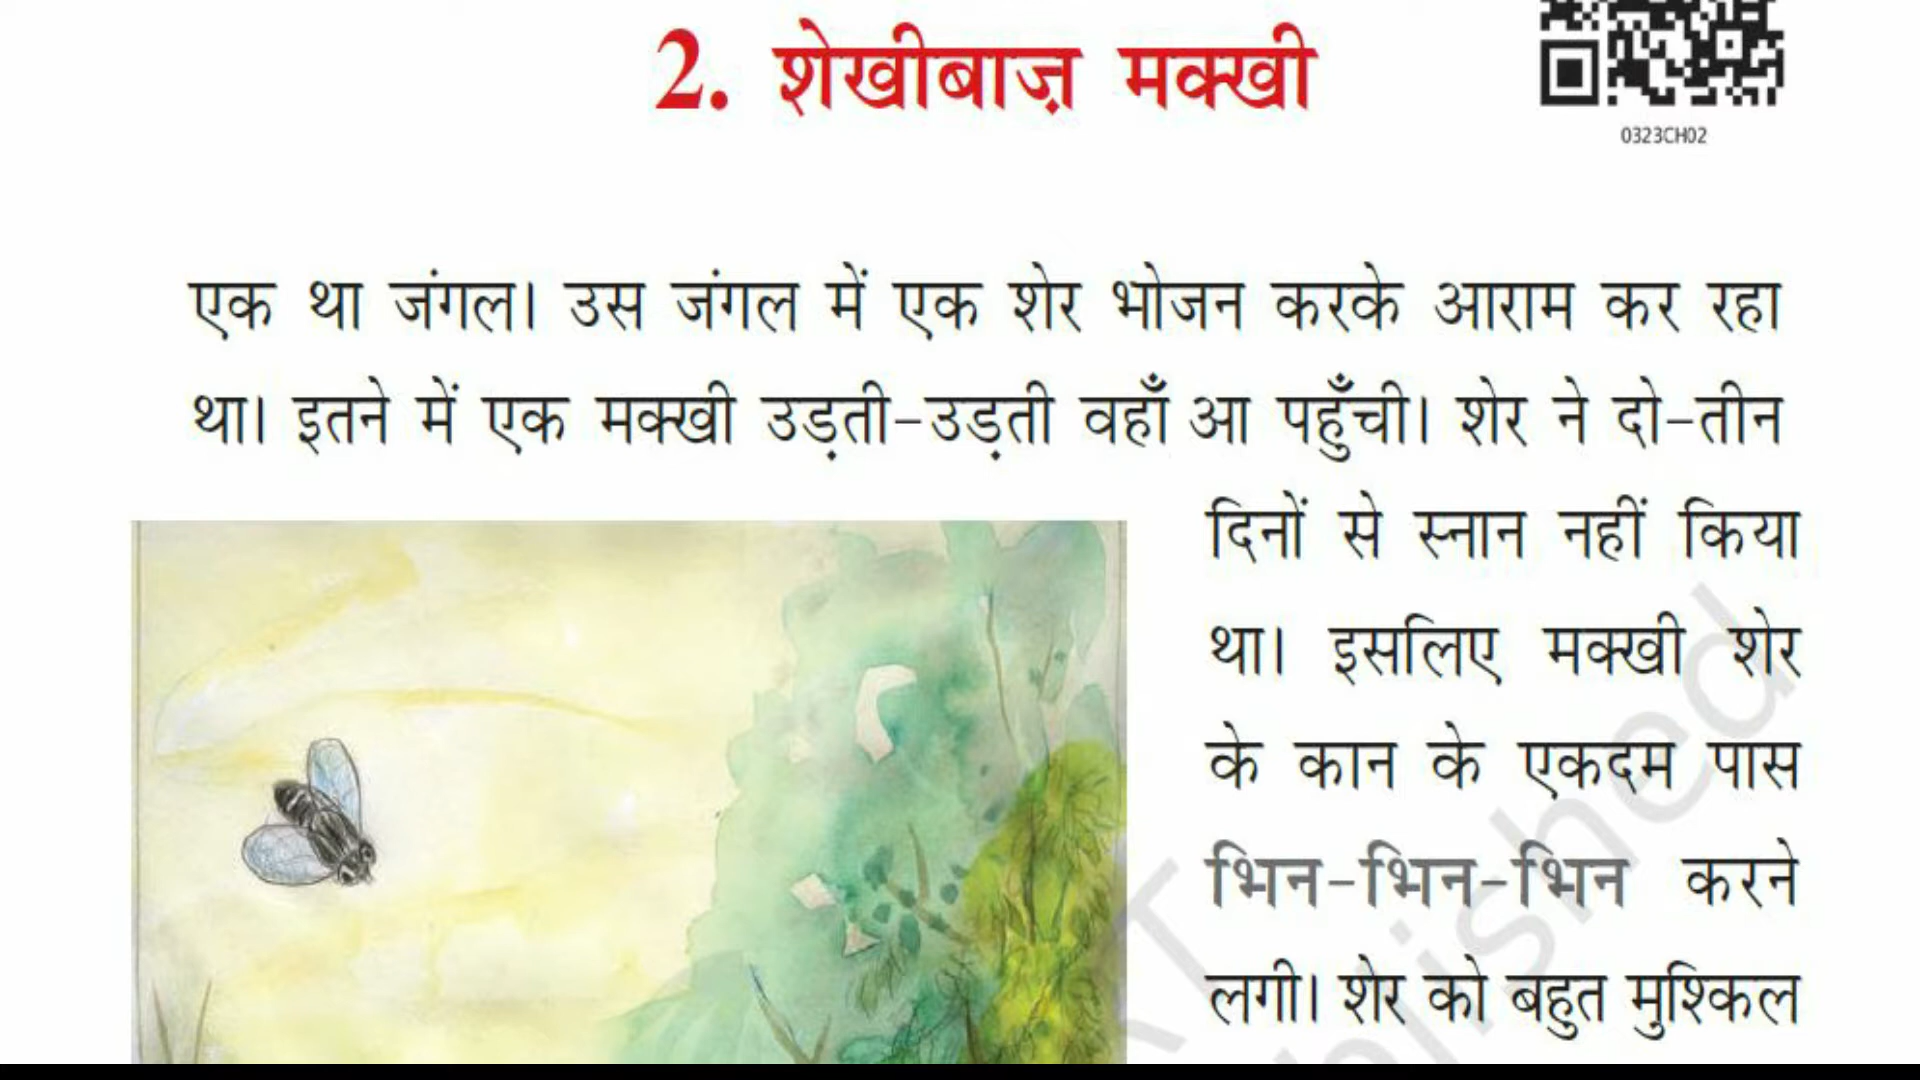 2. शेखीबाज़ मक्खी
0323CH02
एक था जंगल। उस जंगल में एक शेर भोजन करके आराम कर रहा
था। इतने में एक मक्खी उड़ती-उड़ती वहाँ आ पहुँची। शेर ने दो-तीन
दिनों से स्नान नहीं किया
था। इसलिए मक्खी शेर
के कान के एकदम पास
भिन-भिन-भिन करने
लगी। शेर को बहुत मुश्किल